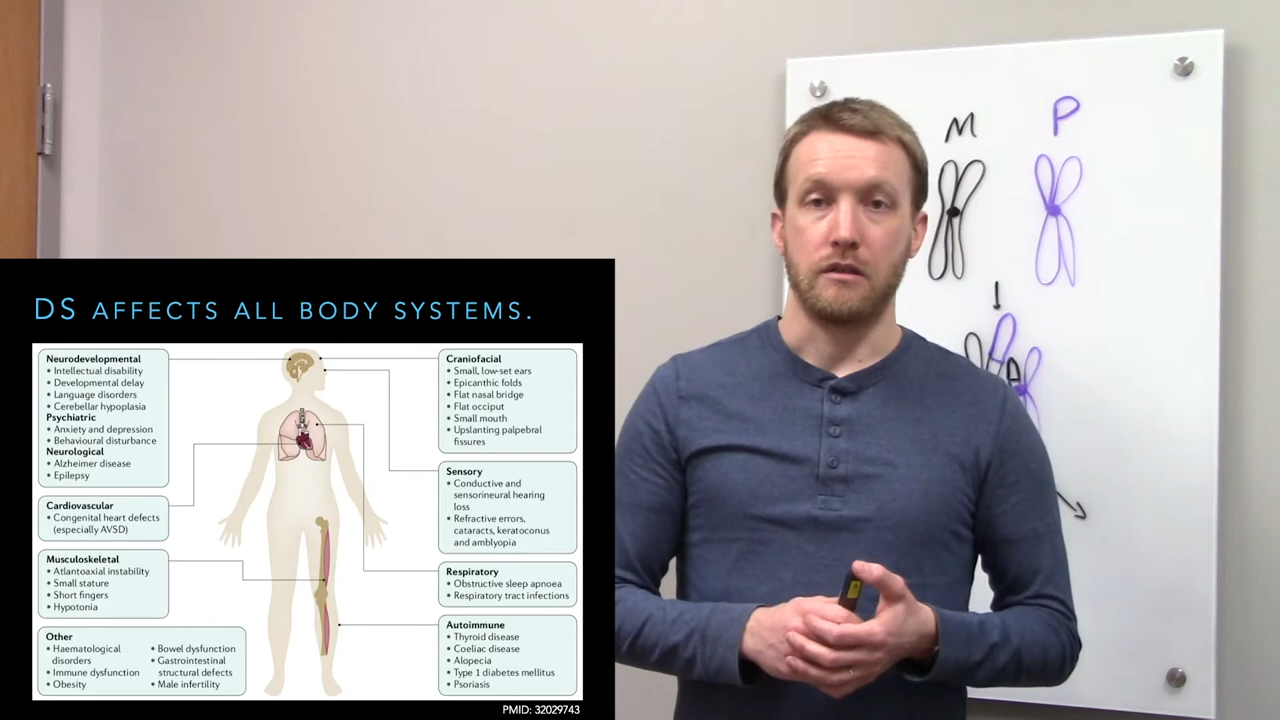 M
P
DS AFFECTS ALL BODY SYSTEMS.
Neurodevelopmental
• Intellectual disability
• Developmental delay
• Language disorders
• Cerebellar hypoplasia
Psychiatric
• Anxiety and depression
• Behavioural disturbance
Neurological
• Alzheimer disease
• Epilepsy
Cardiovascular
• Congenital heart defects
(especially AVSD)
Musculoskeletal
• Atlantoaxial instability
• Small stature
• Short fingers
• Hypotonia
Other
• Haematological
disorders
• Immune dysfunction
• Obesity
• Bowel dysfunction
• Gastrointestinal
structural defects
• Male infertility
Craniofacial
• Small, low-set ears
• Epicanthic folds
• Flat nasal bridge
• Flat occiput
• Small mouth
• Upslanting palpebral
fissures
Sensory
• Conductive and
sensorineural hearing
loss
• Refractive errors,
cataracts, keratoconus
and amblyopia
Respiratory
• Obstructive sleep apnoea
• Respiratory tract infections
Autoimmune
• Thyroid disease
• Coeliac disease
• Alopecia
• Type 1 diabetes mellitus
• Psoriasis
PMID: 32029743